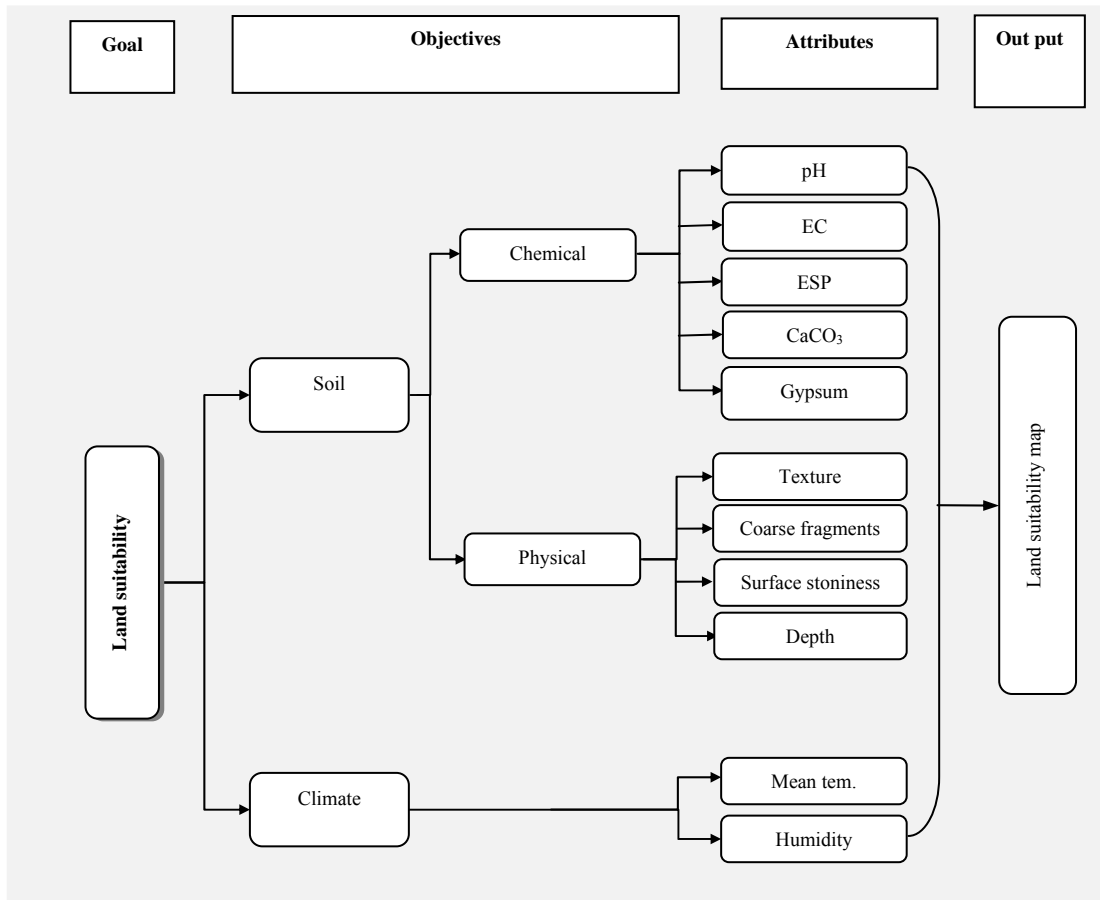 Goal
Objectives
Attributes
Out put
pH
EC
Chemical
ESP
CaCO₃
Gypsum
Soil
Texture
Coarse fragments
Physical
Surface stoniness
Depth
Land suitability
Land suitability map
Mean tem.
Climate
Humidity